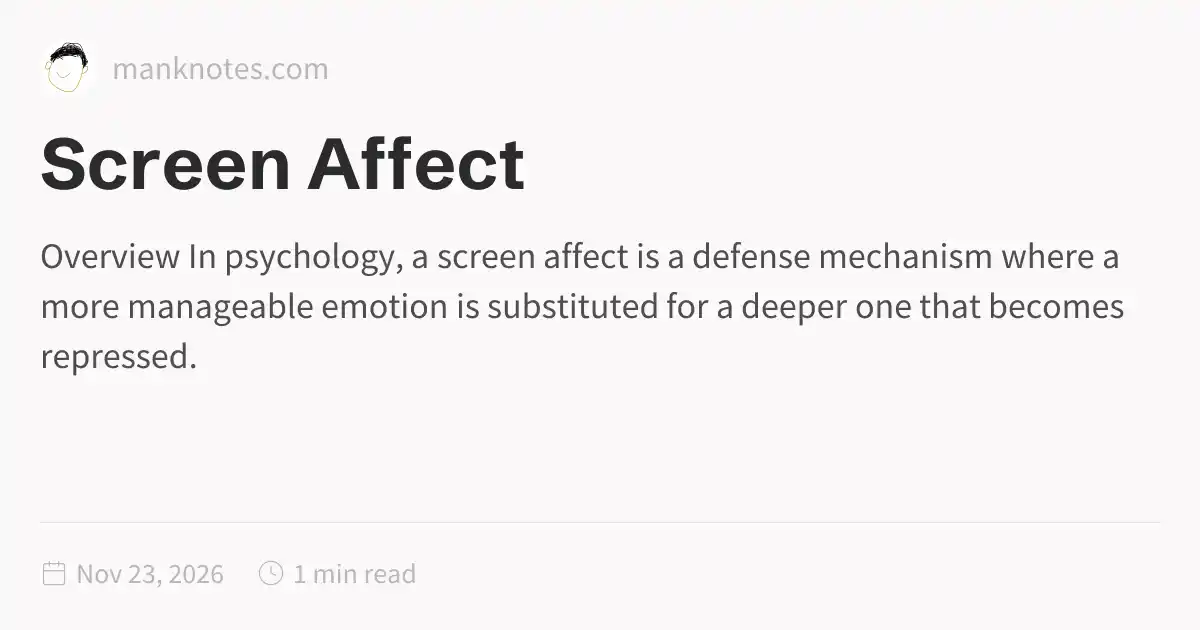 manknotes.com
Screen Affect
Overview In psychology, a screen affect is a defense mechanism where a
more manageable emotion is substituted for a deeper one that becomes
repressed.
Nov 23, 2026 1 min read